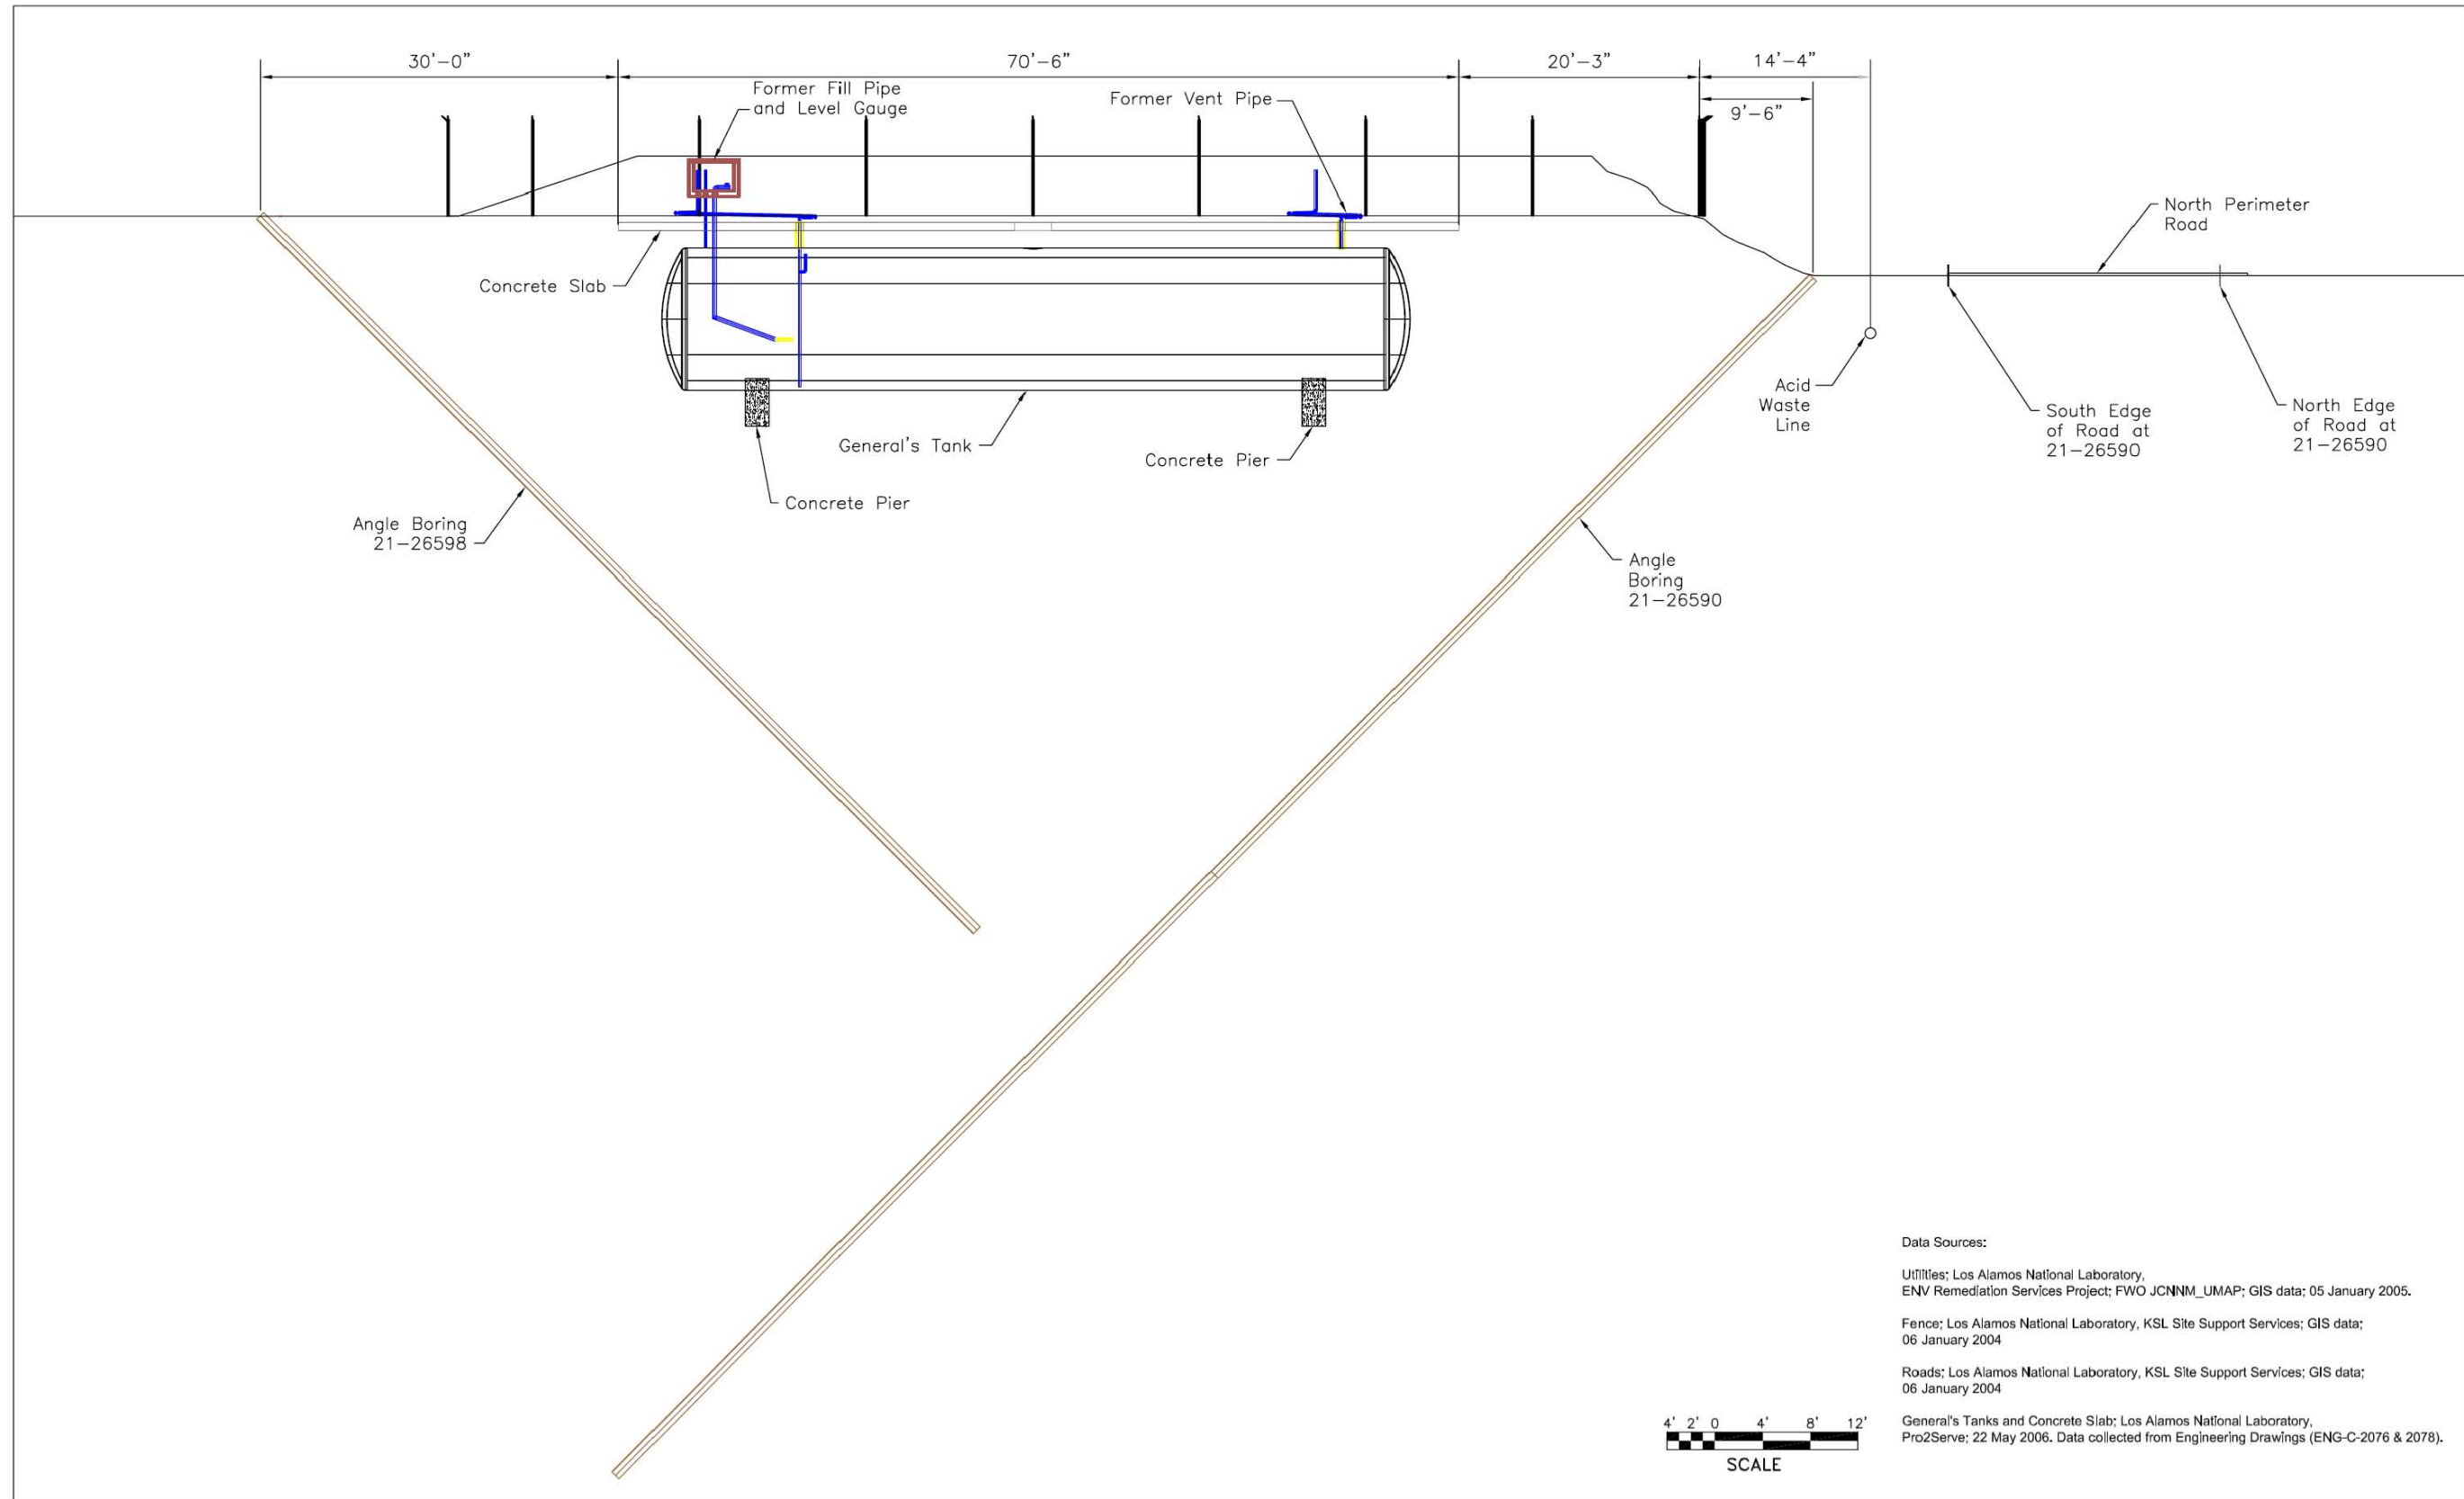 30'-0"
70'-6"
20'-3"
14'-4"
9'-6"
Former Fill Pipe
and Level Gauge
Former Vent Pipe
North Perimeter
Road
Concrete Slab
Acid
Waste
Line
South Edge
of Road at
21-26590
North Edge
of Road at
21-26590
General's Tank
Concrete Pier
Concrete Pier
Angle Boring
21-26598
Angle
Boring
21-26590
Data Sources:
Utilities; Los Alamos National Laboratory,
ENV Remediation Services Project; FWO JCNNM_UMAP; GIS data; 05 January 2005.
Fence; Los Alamos National Laboratory, KSL Site Support Services; GIS data;
06 January 2004
Roads; Los Alamos National Laboratory, KSL Site Support Services; GIS data;
06 January 2004
General's Tanks and Concrete Slab; Los Alamos National Laboratory,
Pro2Serve; 22 May 2006. Data collected from Engineering Drawings (ENG-C-2076 & 2078).
4' 2' 0 4' 8' 12'
SCALE